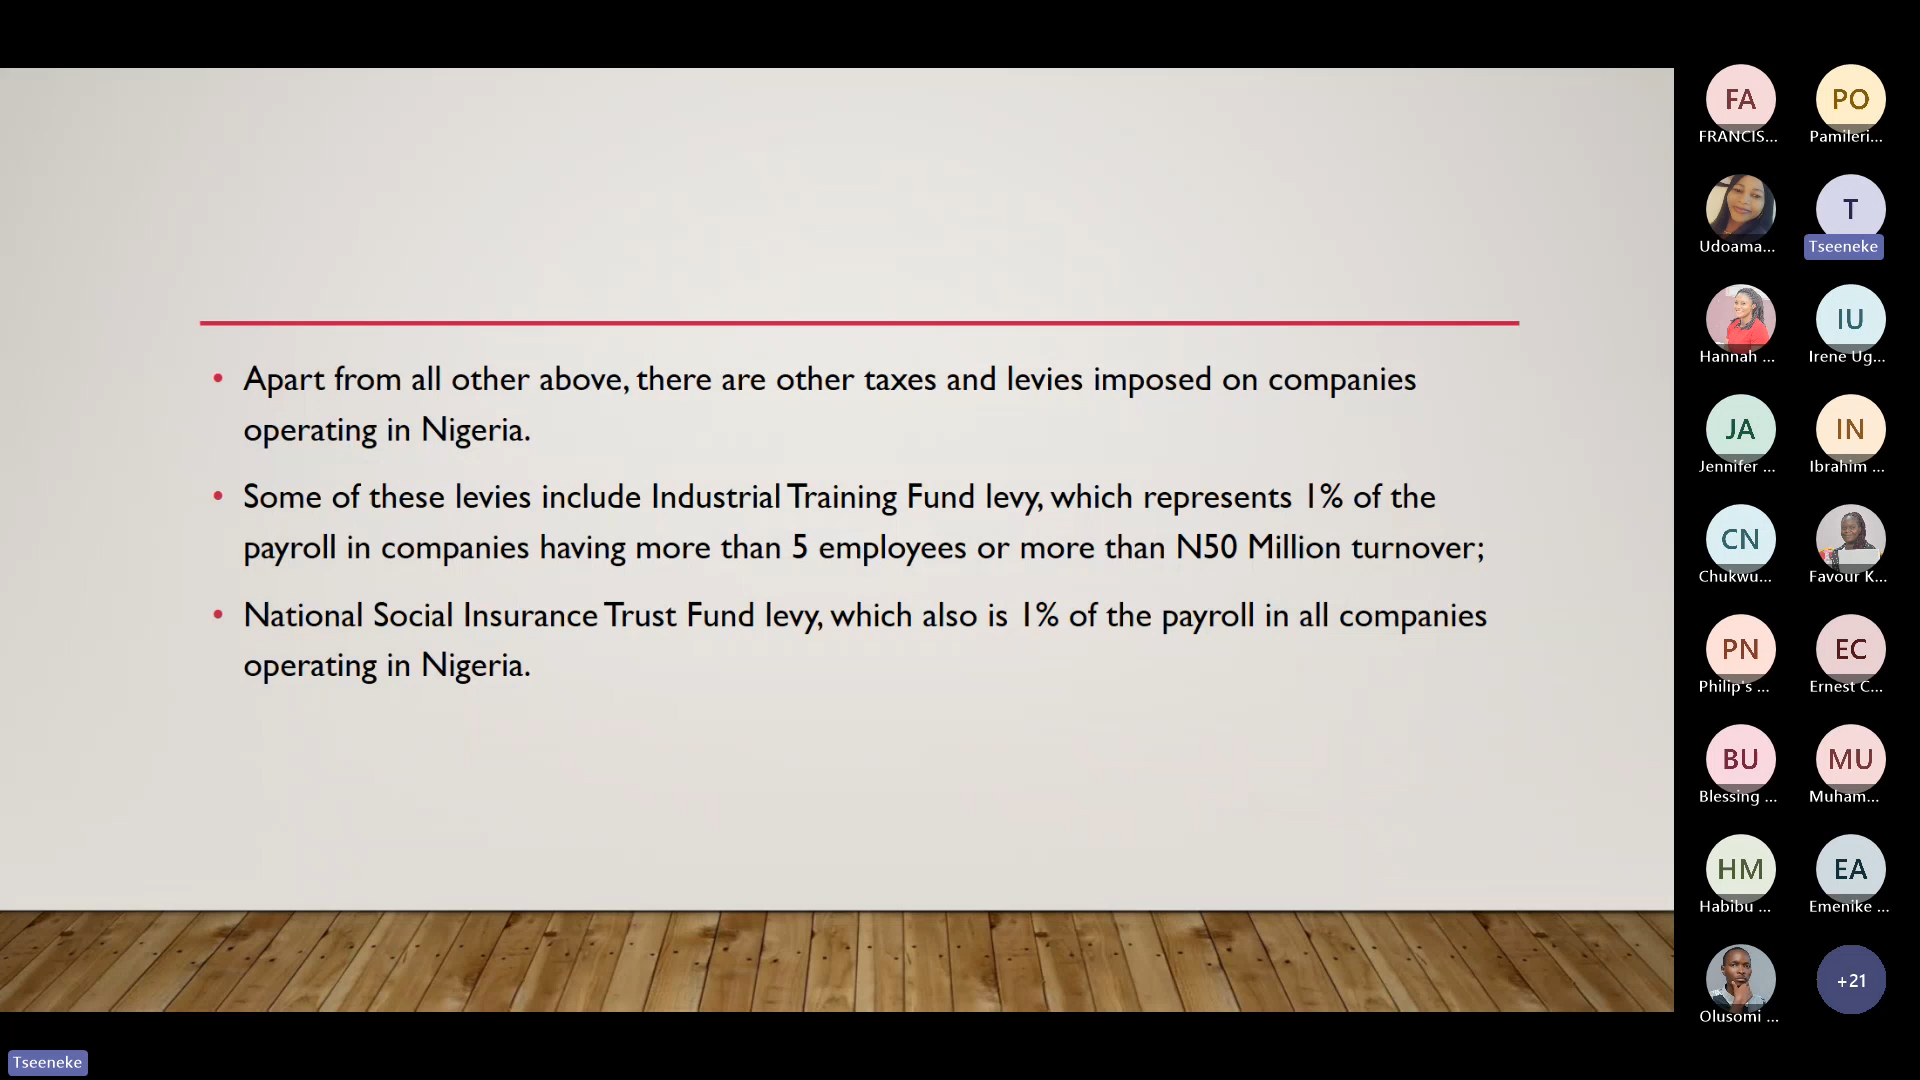 • Apart from all other above, there are other taxes and levies imposed on companies
operating in Nigeria.
• Some of these levies include Industrial Training Fund levy, which represents 1% of the
payroll in companies having more than 5 employees or more than N50 Million turnover;
• National Social Insurance Trust Fund levy, which also is 1% of the payroll in all companies
operating in Nigeria.
FA PO
FRANCIS... Pamileri...
T
Udoama... Tseeneke
IU
Hannah ... Irene Ug...
JA IN
Jennifer ... Ibrahim ...
CN
Chukwu... Favour K...
PN EC
Philip's ... Ernest C...
BU MU
Blessing ... Muham...
HM EA
Habibu ... Emenike ...
+21
Olusomi ...
Tseeneke